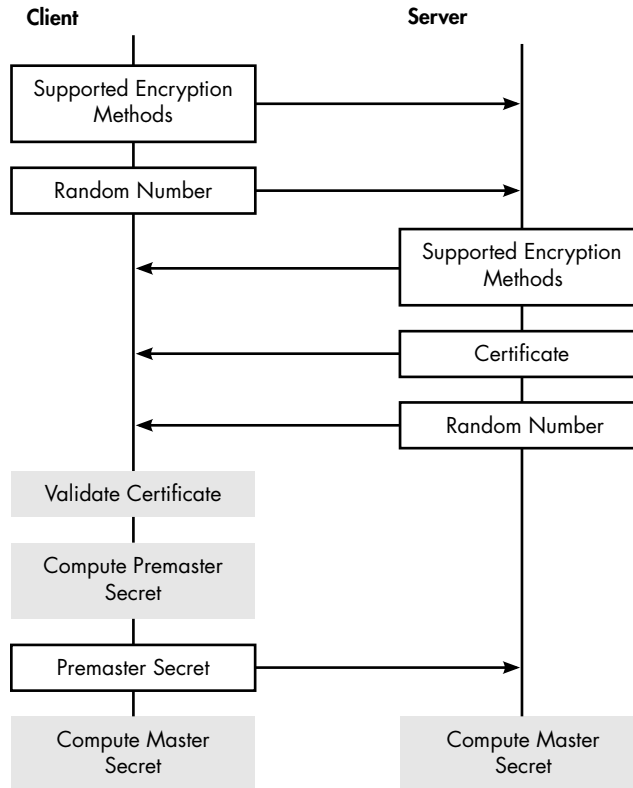 Client
Server
Supported Encryption
Methods
Random Number
Supported Encryption
Methods
Certificate
Random Number
Validate Certificate
Compute Premaster
Secret
Premaster Secret
Compute Master
Secret
Compute Master
Secret